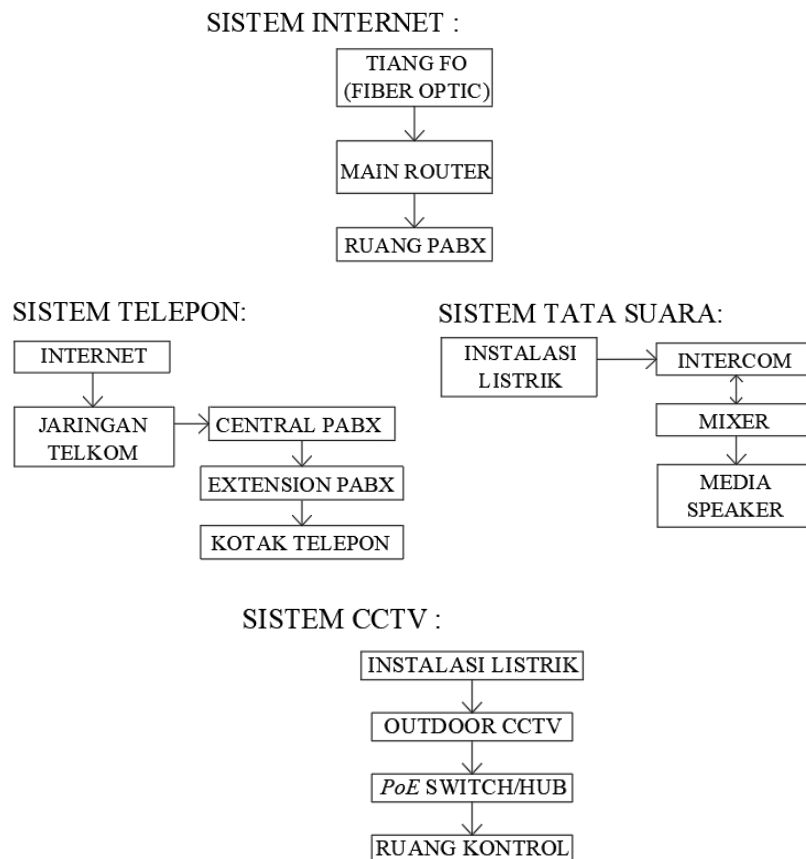 SISTEM INTERNET :
TIANG FO
(FIBER OPTIC)
MAIN ROUTER
RUANG PABX
SISTEM TELEPON:
INTERNET
JARINGAN
TELKOM
CENTRAL PABX
EXTENSION PABX
KOTAK TELEPON
SISTEM TATA SUARA:
INSTALASI
LISTRIK
INTERCOM
MIXER
MEDIA
SPEAKER
SISTEM CCTV :
INSTALASI LISTRIK
OUTDOOR CCTV
PoE SWITCH/HUB
RUANG KONTROL